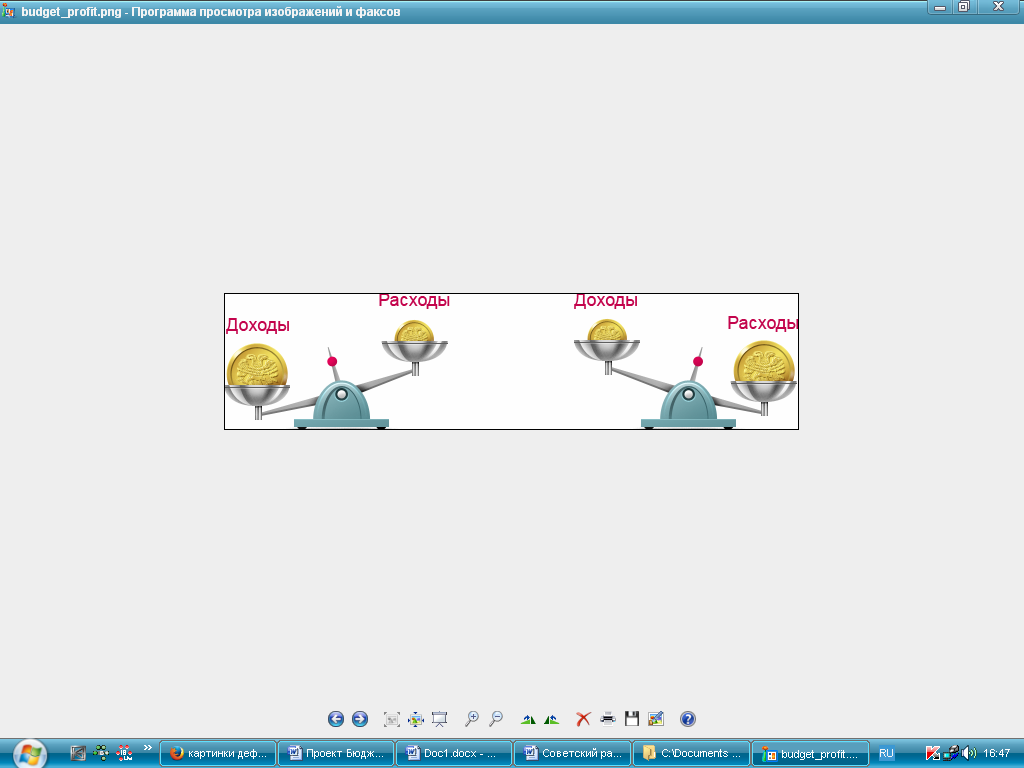 budget_profit.png - Программа просмотра изображений и факсов
Расходы
Доходы
Доходы
Расходы
картинки деф...
Проект Бюдж...
Doc1.docx - ...
Советский ра...
C:\Documents ...
budget_profit....
RU
16:47